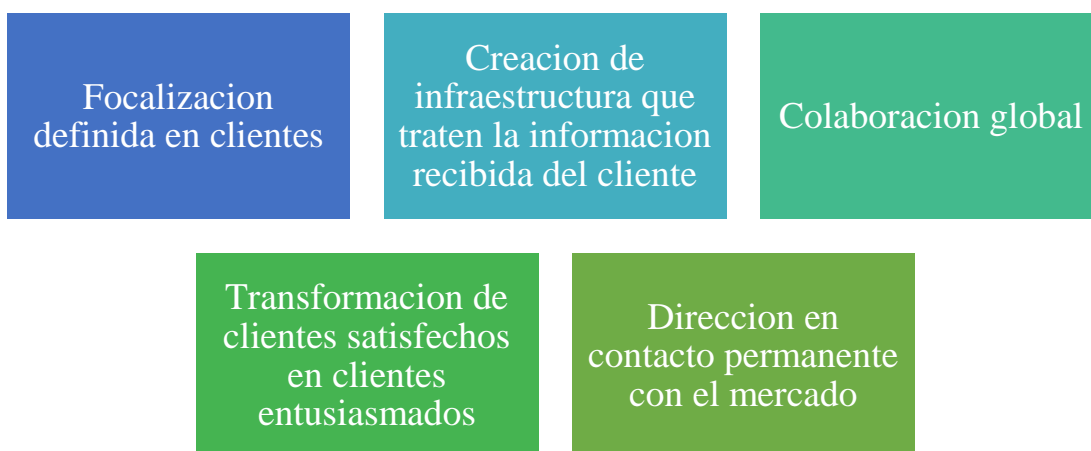 Focalizacion
definida en clientes
Creacion de
infraestructura que
traten la informacion
recibida del cliente
Colaboracion global
Transformacion de
clientes satisfechos
en clientes
entusiasmados
Direccion en
contacto permanente
con el mercado